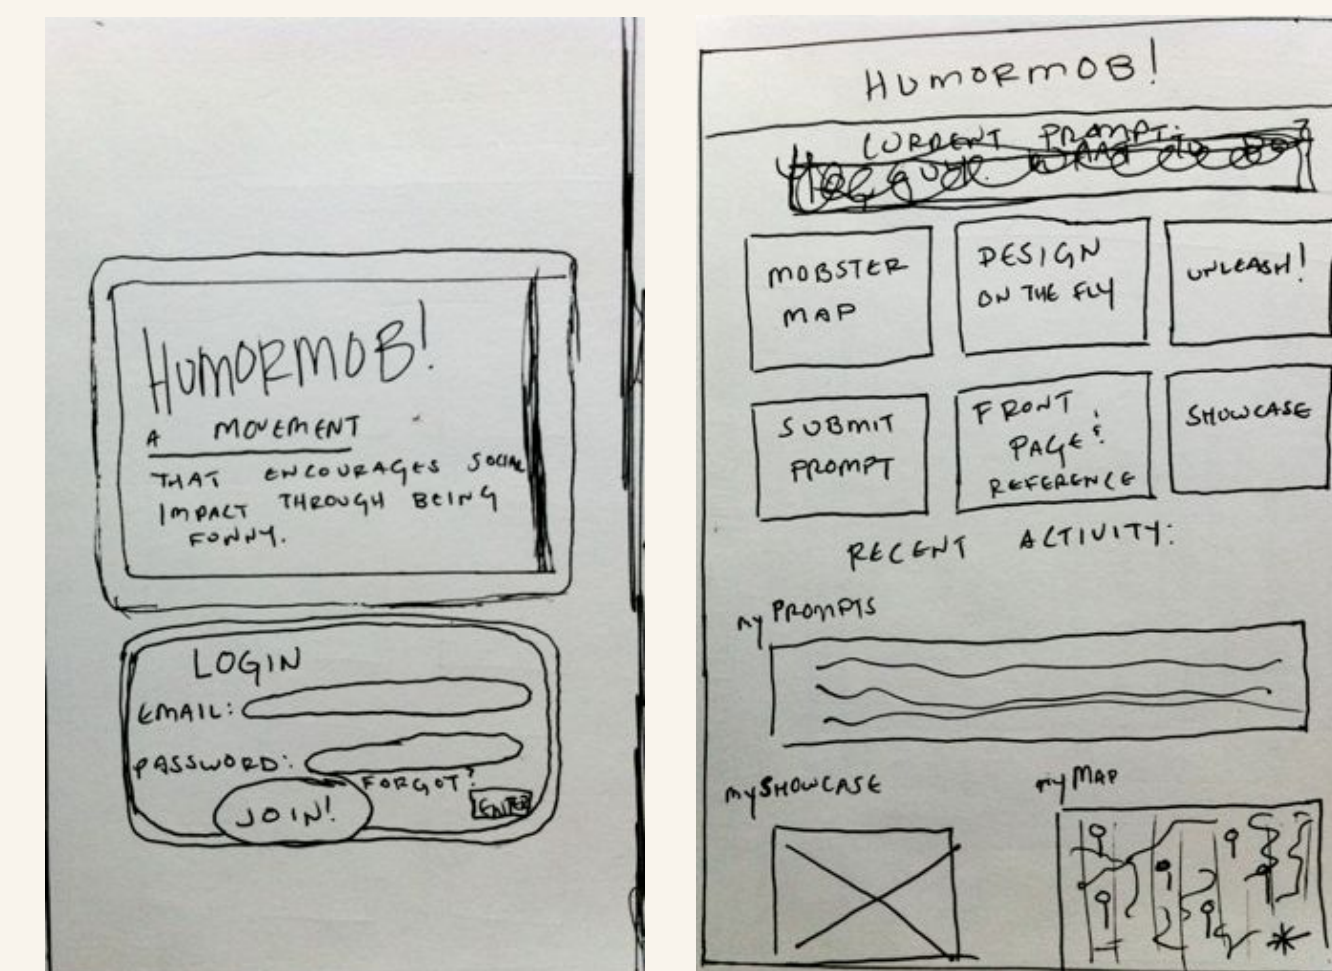 HUMORMOB!
A MOVEMENT
THAT ENCOURAGES SOCIAL
IMPACT THROUGH BEING
FUNNY.
LOGIN
EMAIL:
PASSWORD:
FORGOT?
JOIN!
ENTER
HUMORMOB!
CURRENT PROMPT:
MOBSTER
MAP
DESIGN
ON THE FLY
UNLEASH!
SUBMIT
PROMPT
FRONT
PAGE!
REFERENCE
SHOWCASE
RECENT ACTIVITY:
my PROMPTS
my SHOWCASE
my MAP